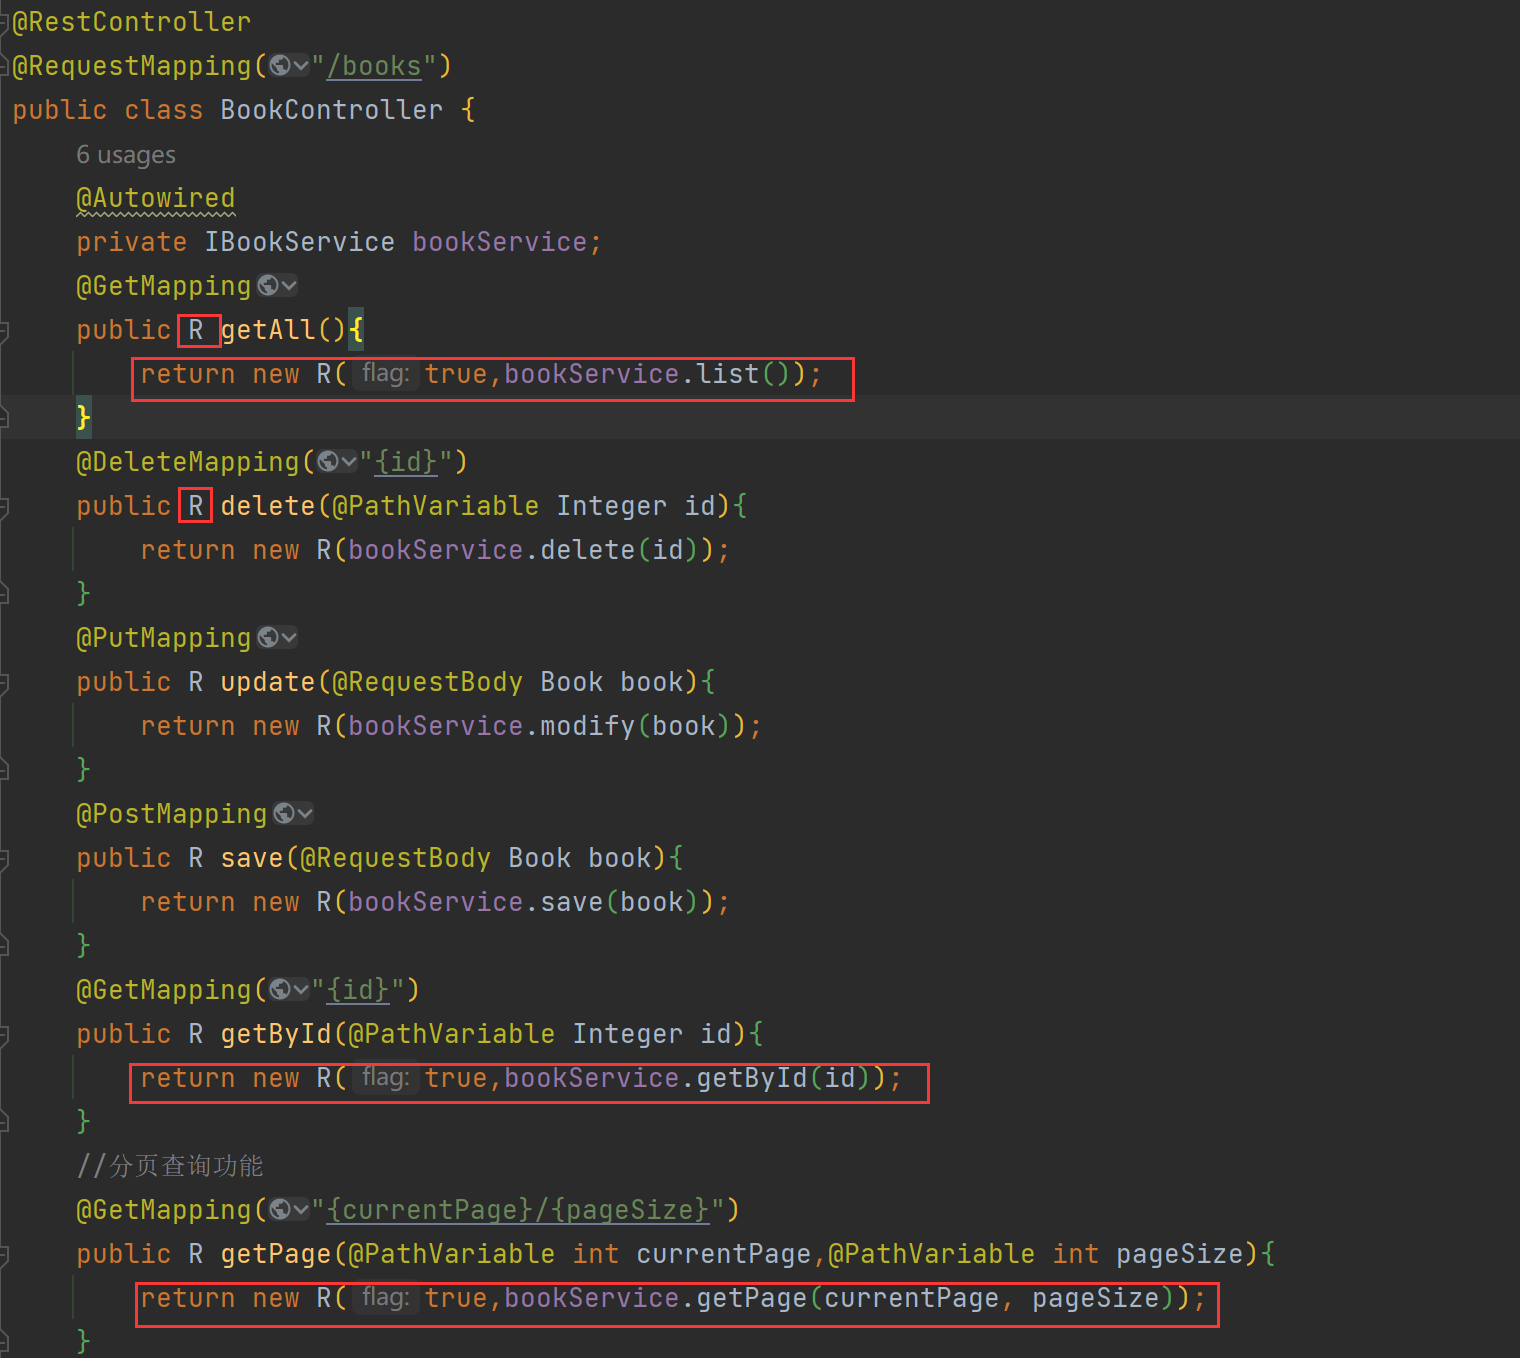 @RestController
@RequestMapping("/books")
public class BookController {
6 usages
@Autowired
private IBookService bookService;
@GetMapping
public R getAll(){
return new R( flag: true,bookService.list());
}
@DeleteMapping("{id}")
public R delete(@PathVariable Integer id){
return new R(bookService.delete(id));
}
@PutMapping
public R update(@RequestBody Book book){
return new R(bookService.modify(book));
}
@PostMapping
public R save(@RequestBody Book book){
return new R(bookService.save(book));
}
@GetMapping("{id}")
public R getById(@PathVariable Integer id){
return new R( flag: true,bookService.getById(id));
}
//分页查询功能
@GetMapping("{currentPage}/{pageSize}")
public R getPage(@PathVariable int currentPage,@PathVariable int pageSize){
return new R( flag: true,bookService.getPage(currentPage, pageSize));
}